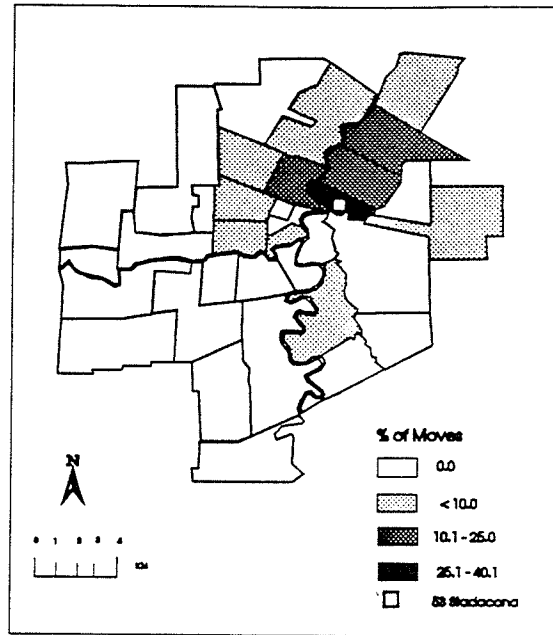 % of Moves
0.0
< 10.0
10.1 - 25.0
25.1 - 40.1
53 Stadacona
N
0 1 2 3 4
KM